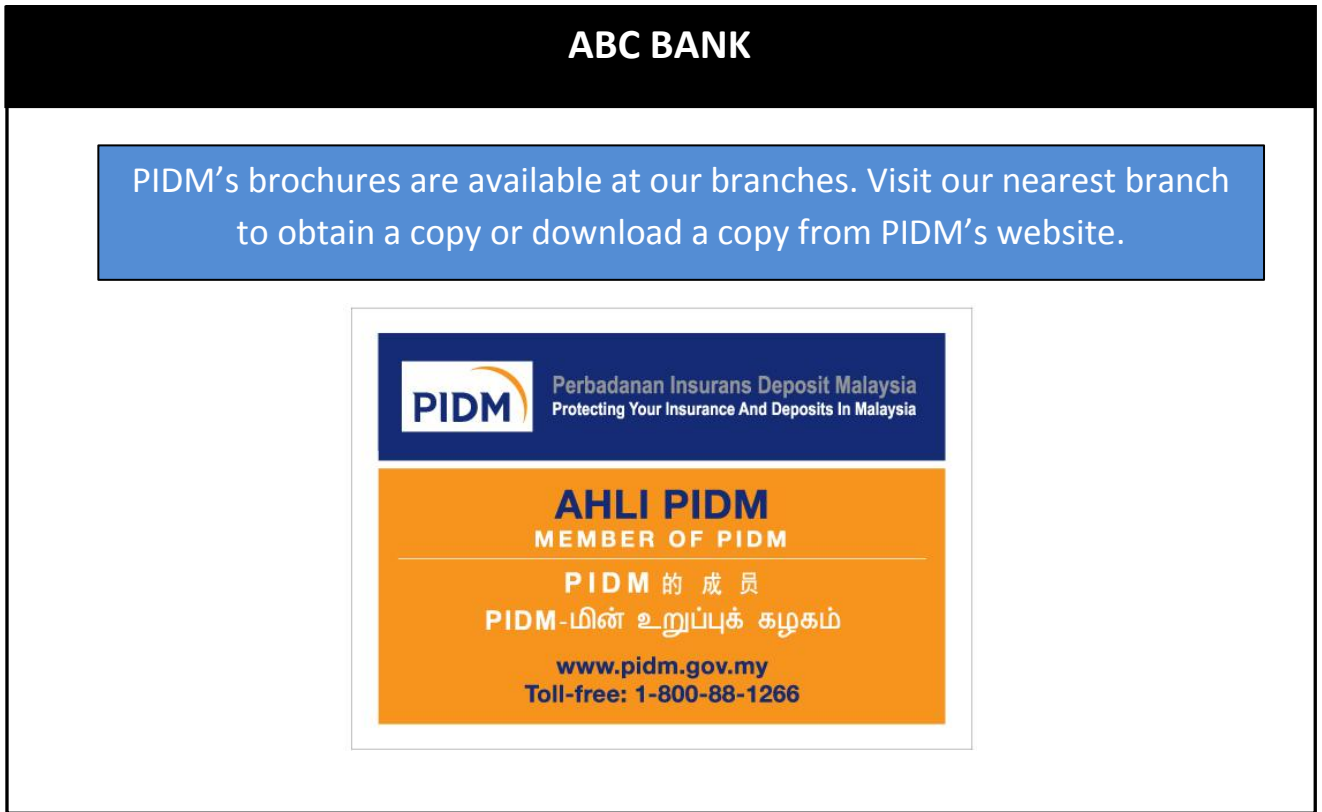 ABC BANK
PIDM’s brochures are available at our branches. Visit our nearest branch
to obtain a copy or download a copy from PIDM’s website.
PIDM
Perbadanan Insurans Deposit Malaysia
Protecting Your Insurance And Deposits In Malaysia
AHLI PIDM
MEMBER OF PIDM
PIDM 的 成 员
PIDM-மின் உறுப்புக் கழகம்
www.pidm.gov.my
Toll-free: 1-800-88-1266